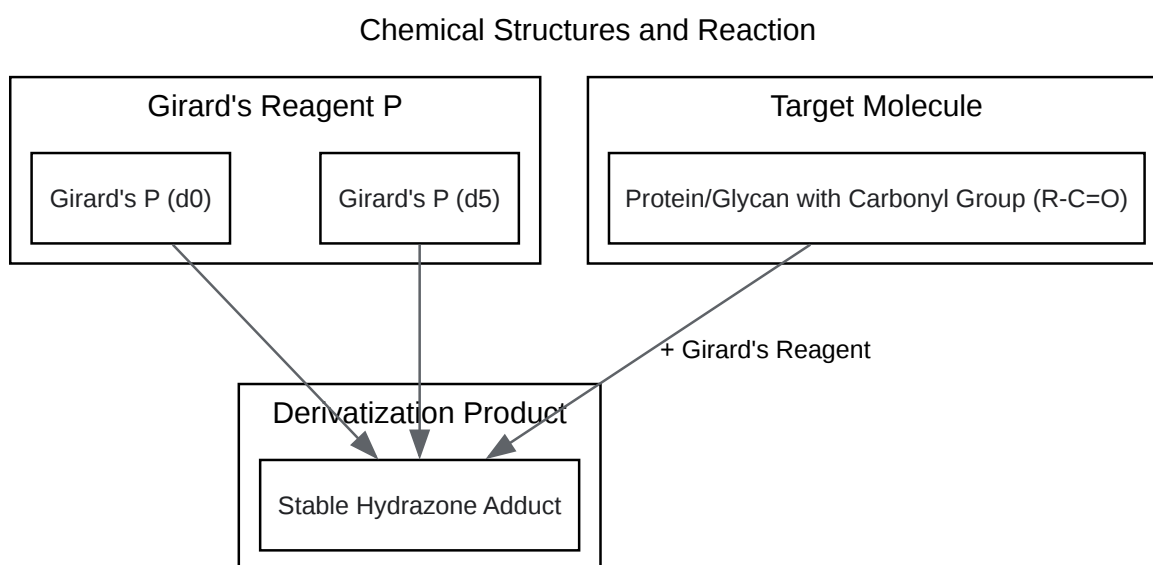 Chemical Structures and Reaction
Girard's Reagent P
Target Molecule
Girard's P (d0)
Girard's P (d5)
Protein/Glycan with Carbonyl Group (R-C=O)
+ Girard's Reagent
Derivatization Product
Stable Hydrazone Adduct